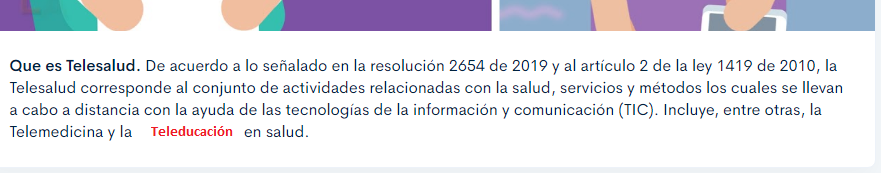 Que es Telesalud. De acuerdo a lo señalado en la resolución 2654 de 2019 y al artículo 2 de la ley 1419 de 2010, la
Telesalud corresponde al conjunto de actividades relacionadas con la salud, servicios y métodos los cuales se llevan
a cabo a distancia con la ayuda de las tecnologías de la información y comunicación (TIC). Incluye, entre otras, la
Telemedicina y la Teleducación en salud.